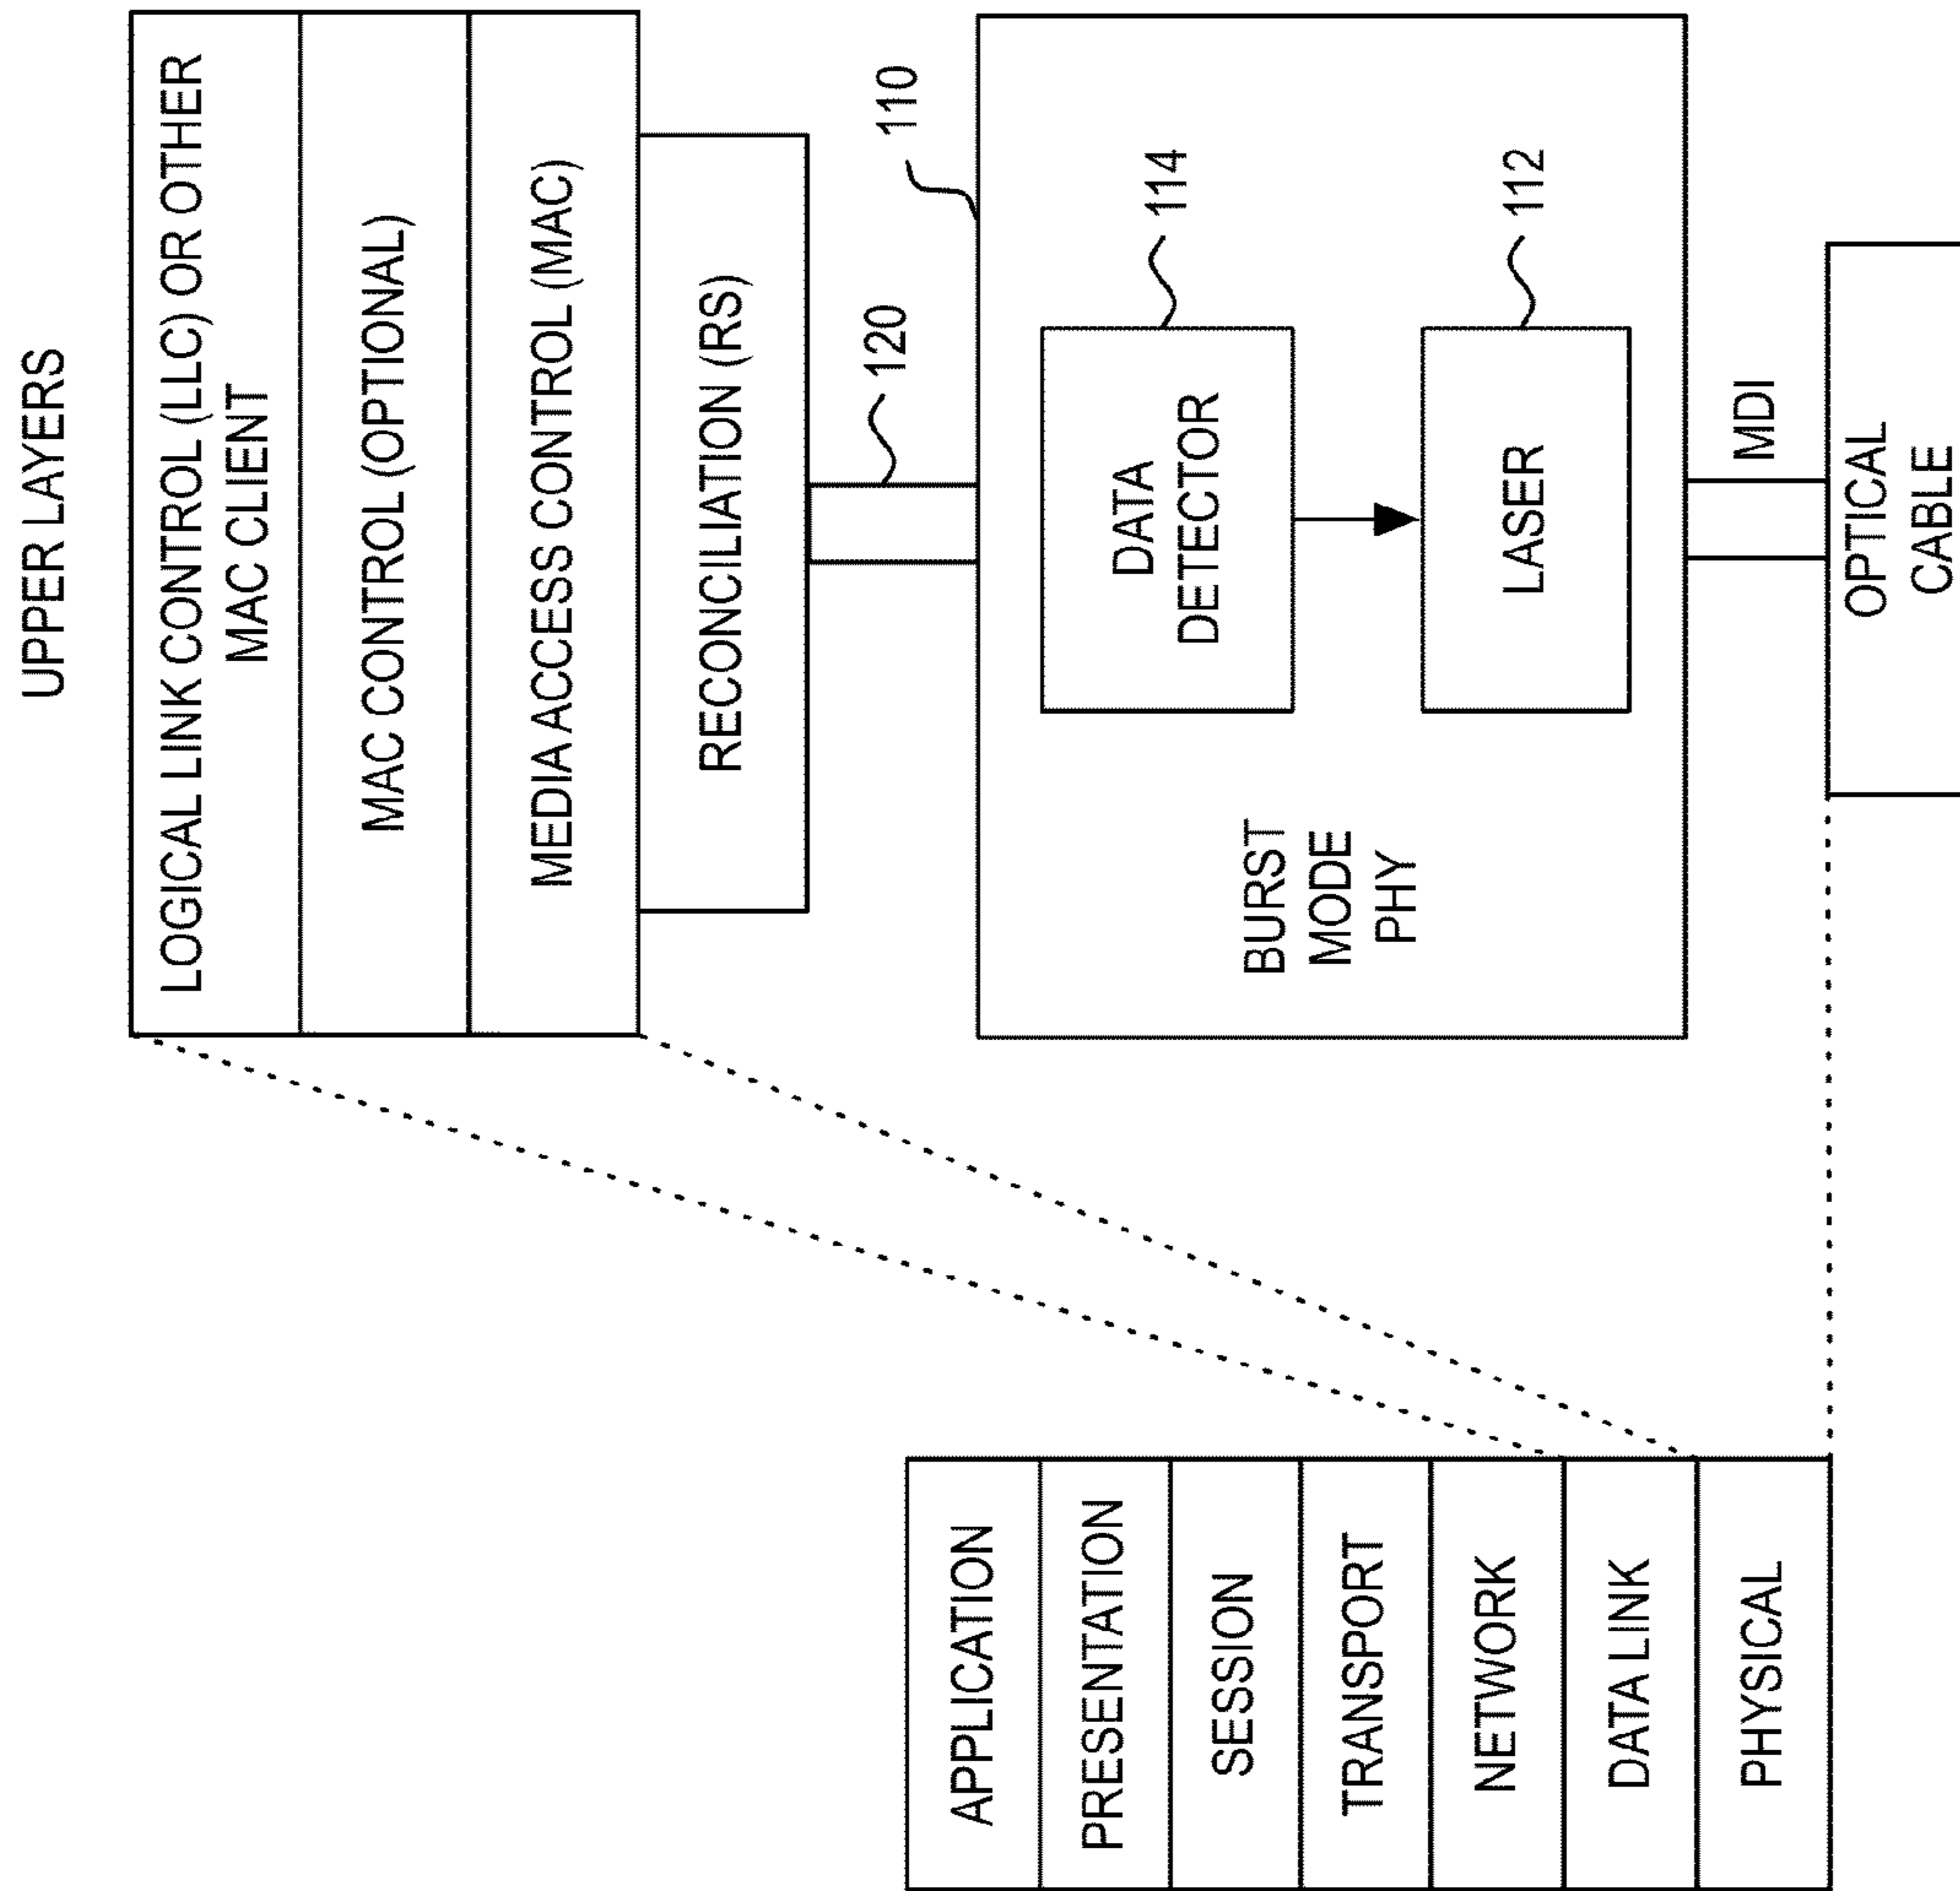 UPPER LAYERS
LOGICAL LINK CONTROL (LLC) OR OTHER
MAC CLIENT
MAC CONTROL (OPTIONAL)
MEDIA ACCESS CONTROL (MAC)
RECONCILIATION (RS)
120
110
BURST
MODE
PHY
DATA
DETECTOR
114
LASER
112
MDI
OPTICAL
CABLE
APPLICATION
PRESENTATION
SESSION
TRANSPORT
NETWORK
DATA LINK
PHYSICAL